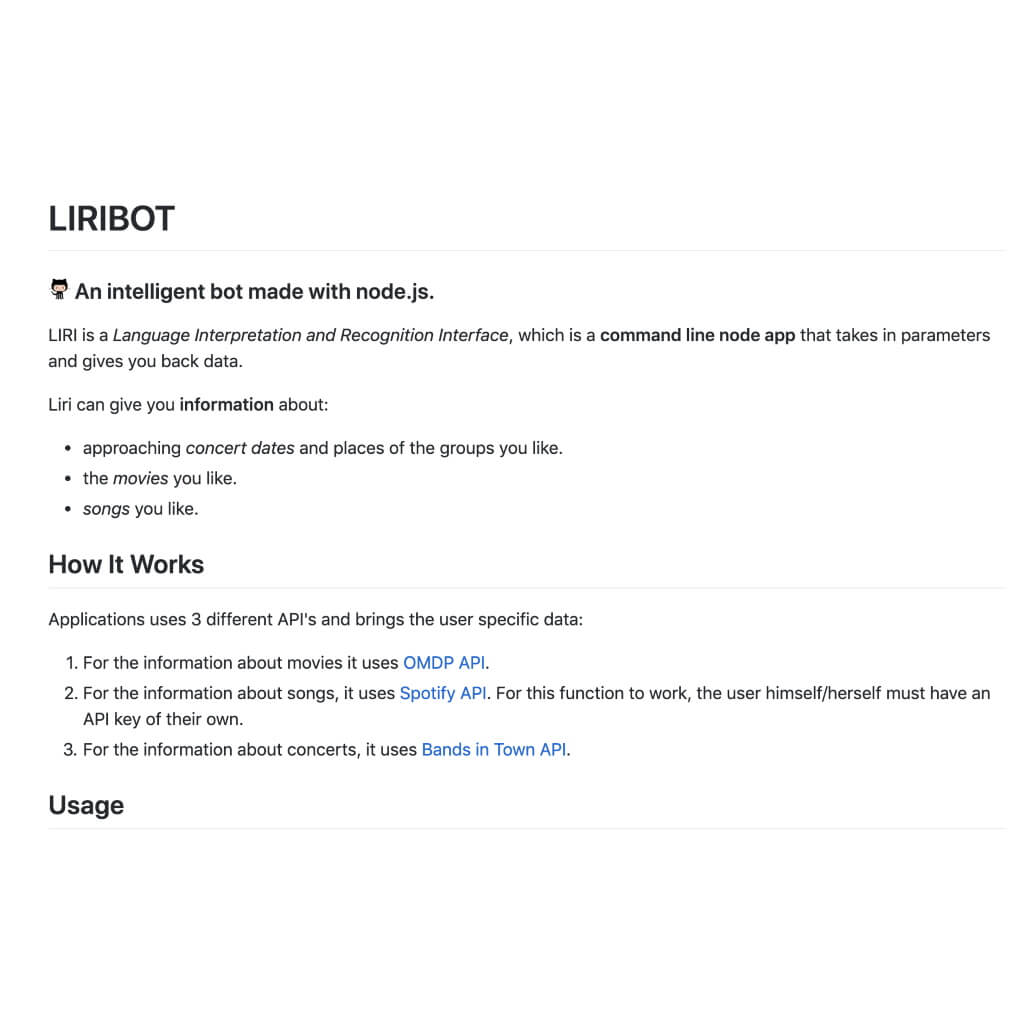 LIRIBOT
An intelligent bot made with node.js.
LIRI is a Language Interpretation and Recognition Interface, which is a command line node app that takes in parameters
and gives you back data.
Liri can give you information about:
• approaching concert dates and places of the groups you like.
• the movies you like.
• songs you like.
How It Works
Applications uses 3 different API's and brings the user specific data:
1. For the information about movies it uses OMDP API.
2. For the information about songs, it uses Spotify API. For this function to work, the user himself/herself must have an
API key of their own.
3. For the information about concerts, it uses Bands in Town API.
Usage